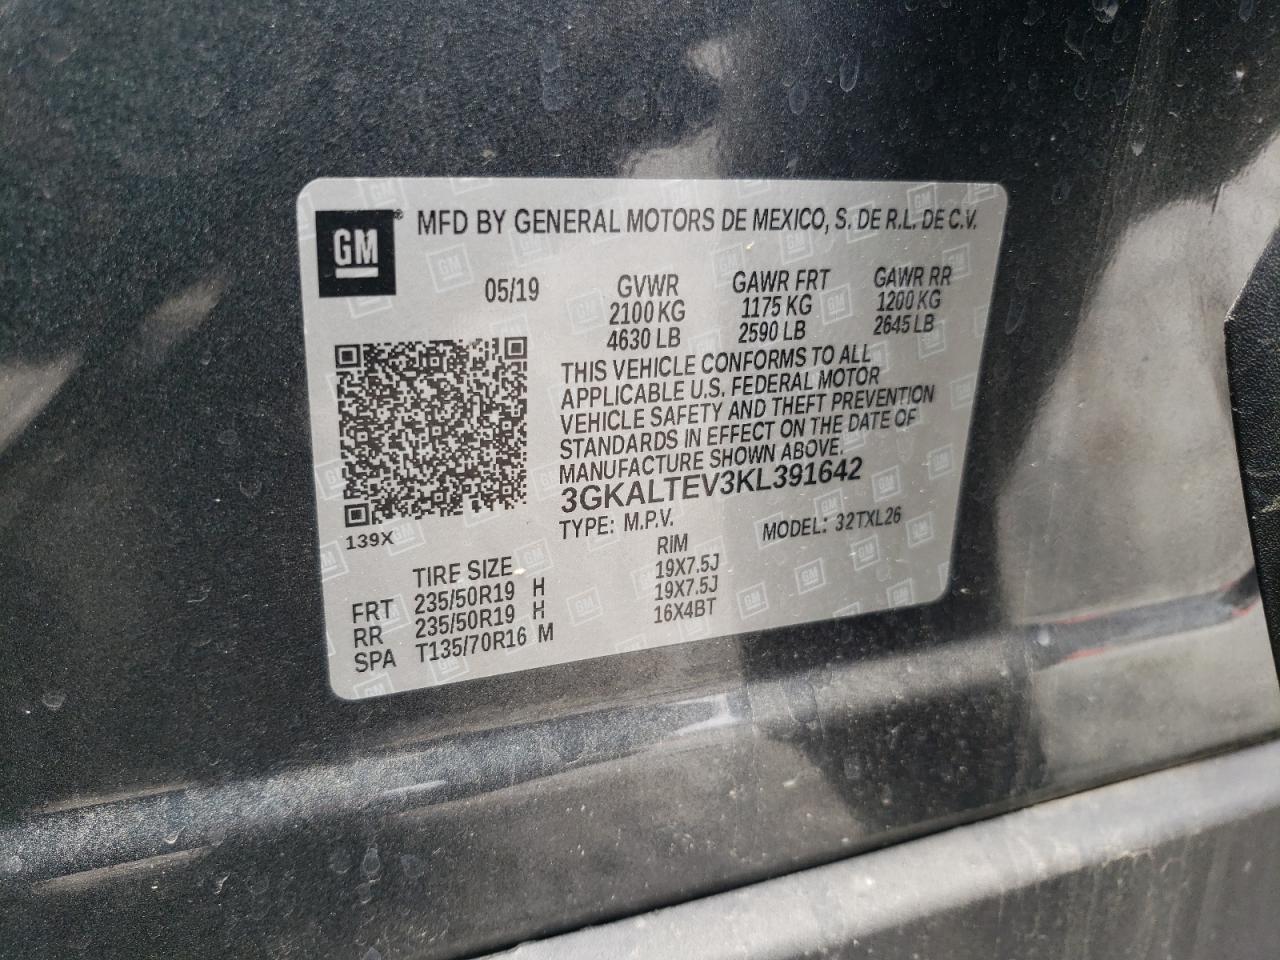 GM® MFD BY GENERAL MOTORS DE MEXICO, S. DE R.L. DE C.V.
05/19 GVWR GAWR FRT GAWR RR
2100 KG 1175 KG 1200 KG
4630 LB 2590 LB 2645 LB
THIS VEHICLE CONFORMS TO ALL
APPLICABLE U.S. FEDERAL MOTOR
VEHICLE SAFETY AND THEFT PREVENTION
STANDARDS IN EFFECT ON THE DATE OF
MANUFACTURE SHOWN ABOVE.
3GKALTEV3KL391642
TYPE: M.P.V. MODEL: 32TXL26
139X
TIRE SIZE RIM
FRT 235/50R19 H 19X7.5J
RR 235/50R19 H 19X7.5J
SPA T135/70R16 M 16X4BT